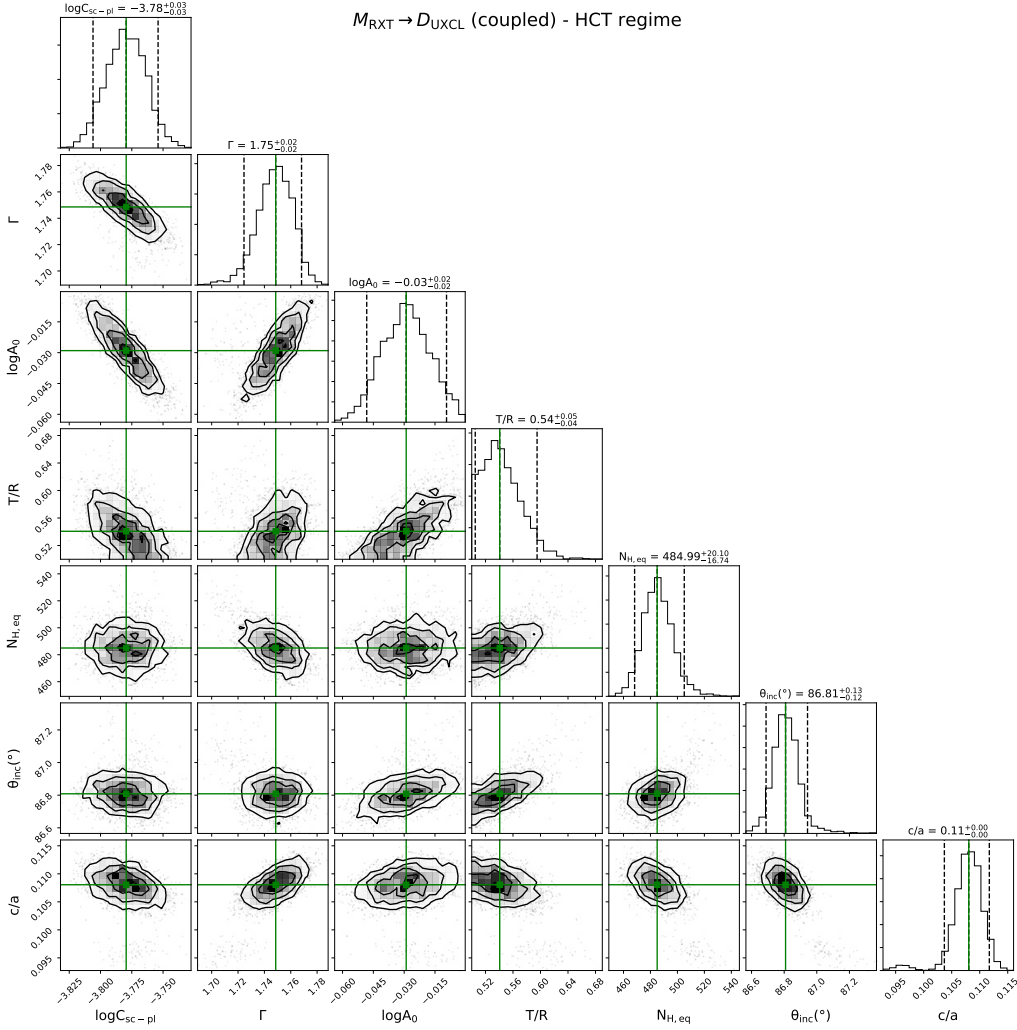 M_RXT → D_UXCL (coupled) - HCT regime
logC_sc−pl = −3.78 +0.03 −0.03
Γ = 1.75 +0.02 −0.02
1.78
1.76
1.74
1.72
1.70
Γ
logA_0 = −0.03 +0.02 −0.02
−0.015
−0.030
−0.045
−0.060
logA_0
T/R = 0.54 +0.05 −0.04
0.68
0.64
0.60
0.56
0.52
T/R
N_H,eq = 484.99 +20.10 −16.74
540
520
500
480
460
N_H,eq
θ_inc(°) = 86.81 +0.13 −0.12
87.2
87.0
86.8
86.6
θ_inc(°)
c/a = 0.11 +0.00 −0.00
0.115
0.110
0.105
0.100
0.095
c/a
−3.825 −3.800 −3.775 −3.750
1.70 1.72 1.74 1.76 1.78
−0.060 −0.045 −0.030 −0.015
0.52 0.56 0.60 0.64 0.68
460 480 500 520 540
86.6 86.8 87.0 87.2
0.095 0.100 0.105 0.110 0.115
logC_sc−pl Γ logA_0 T/R N_H,eq θ_inc(°) c/a